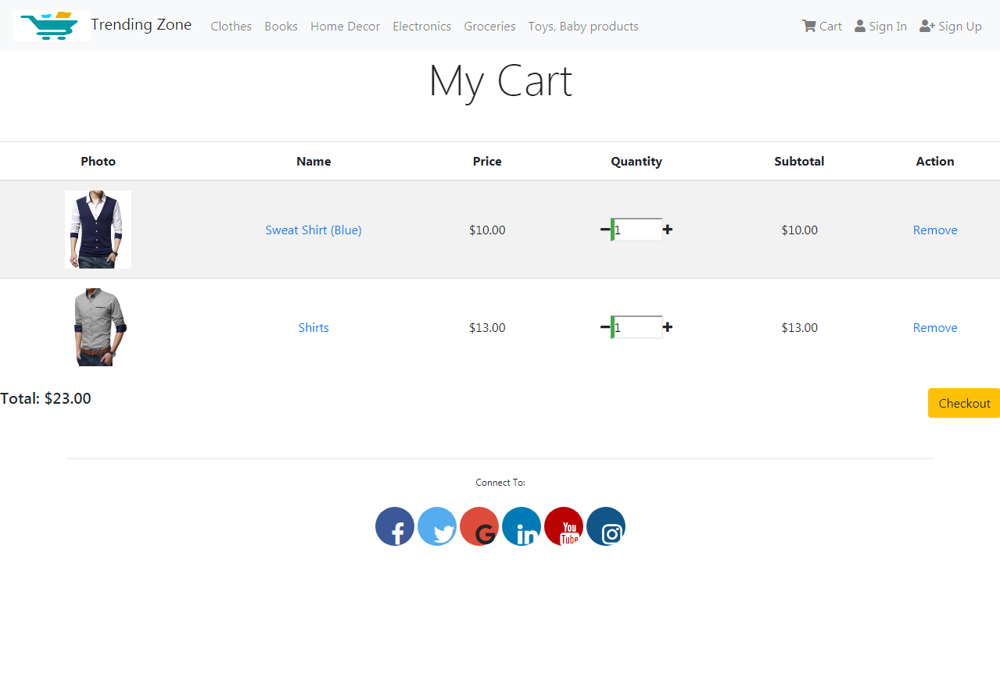 Trending Zone Clothes Books Home Decor Electronics Groceries Toys, Baby products Cart Sign In Sign Up
My Cart
Photo Name Price Quantity Subtotal Action
Sweat Shirt (Blue) $10.00 1 $10.00 Remove
Shirts $13.00 1 $13.00 Remove
Total: $23.00 Checkout
Connect To:
f G in You Tube